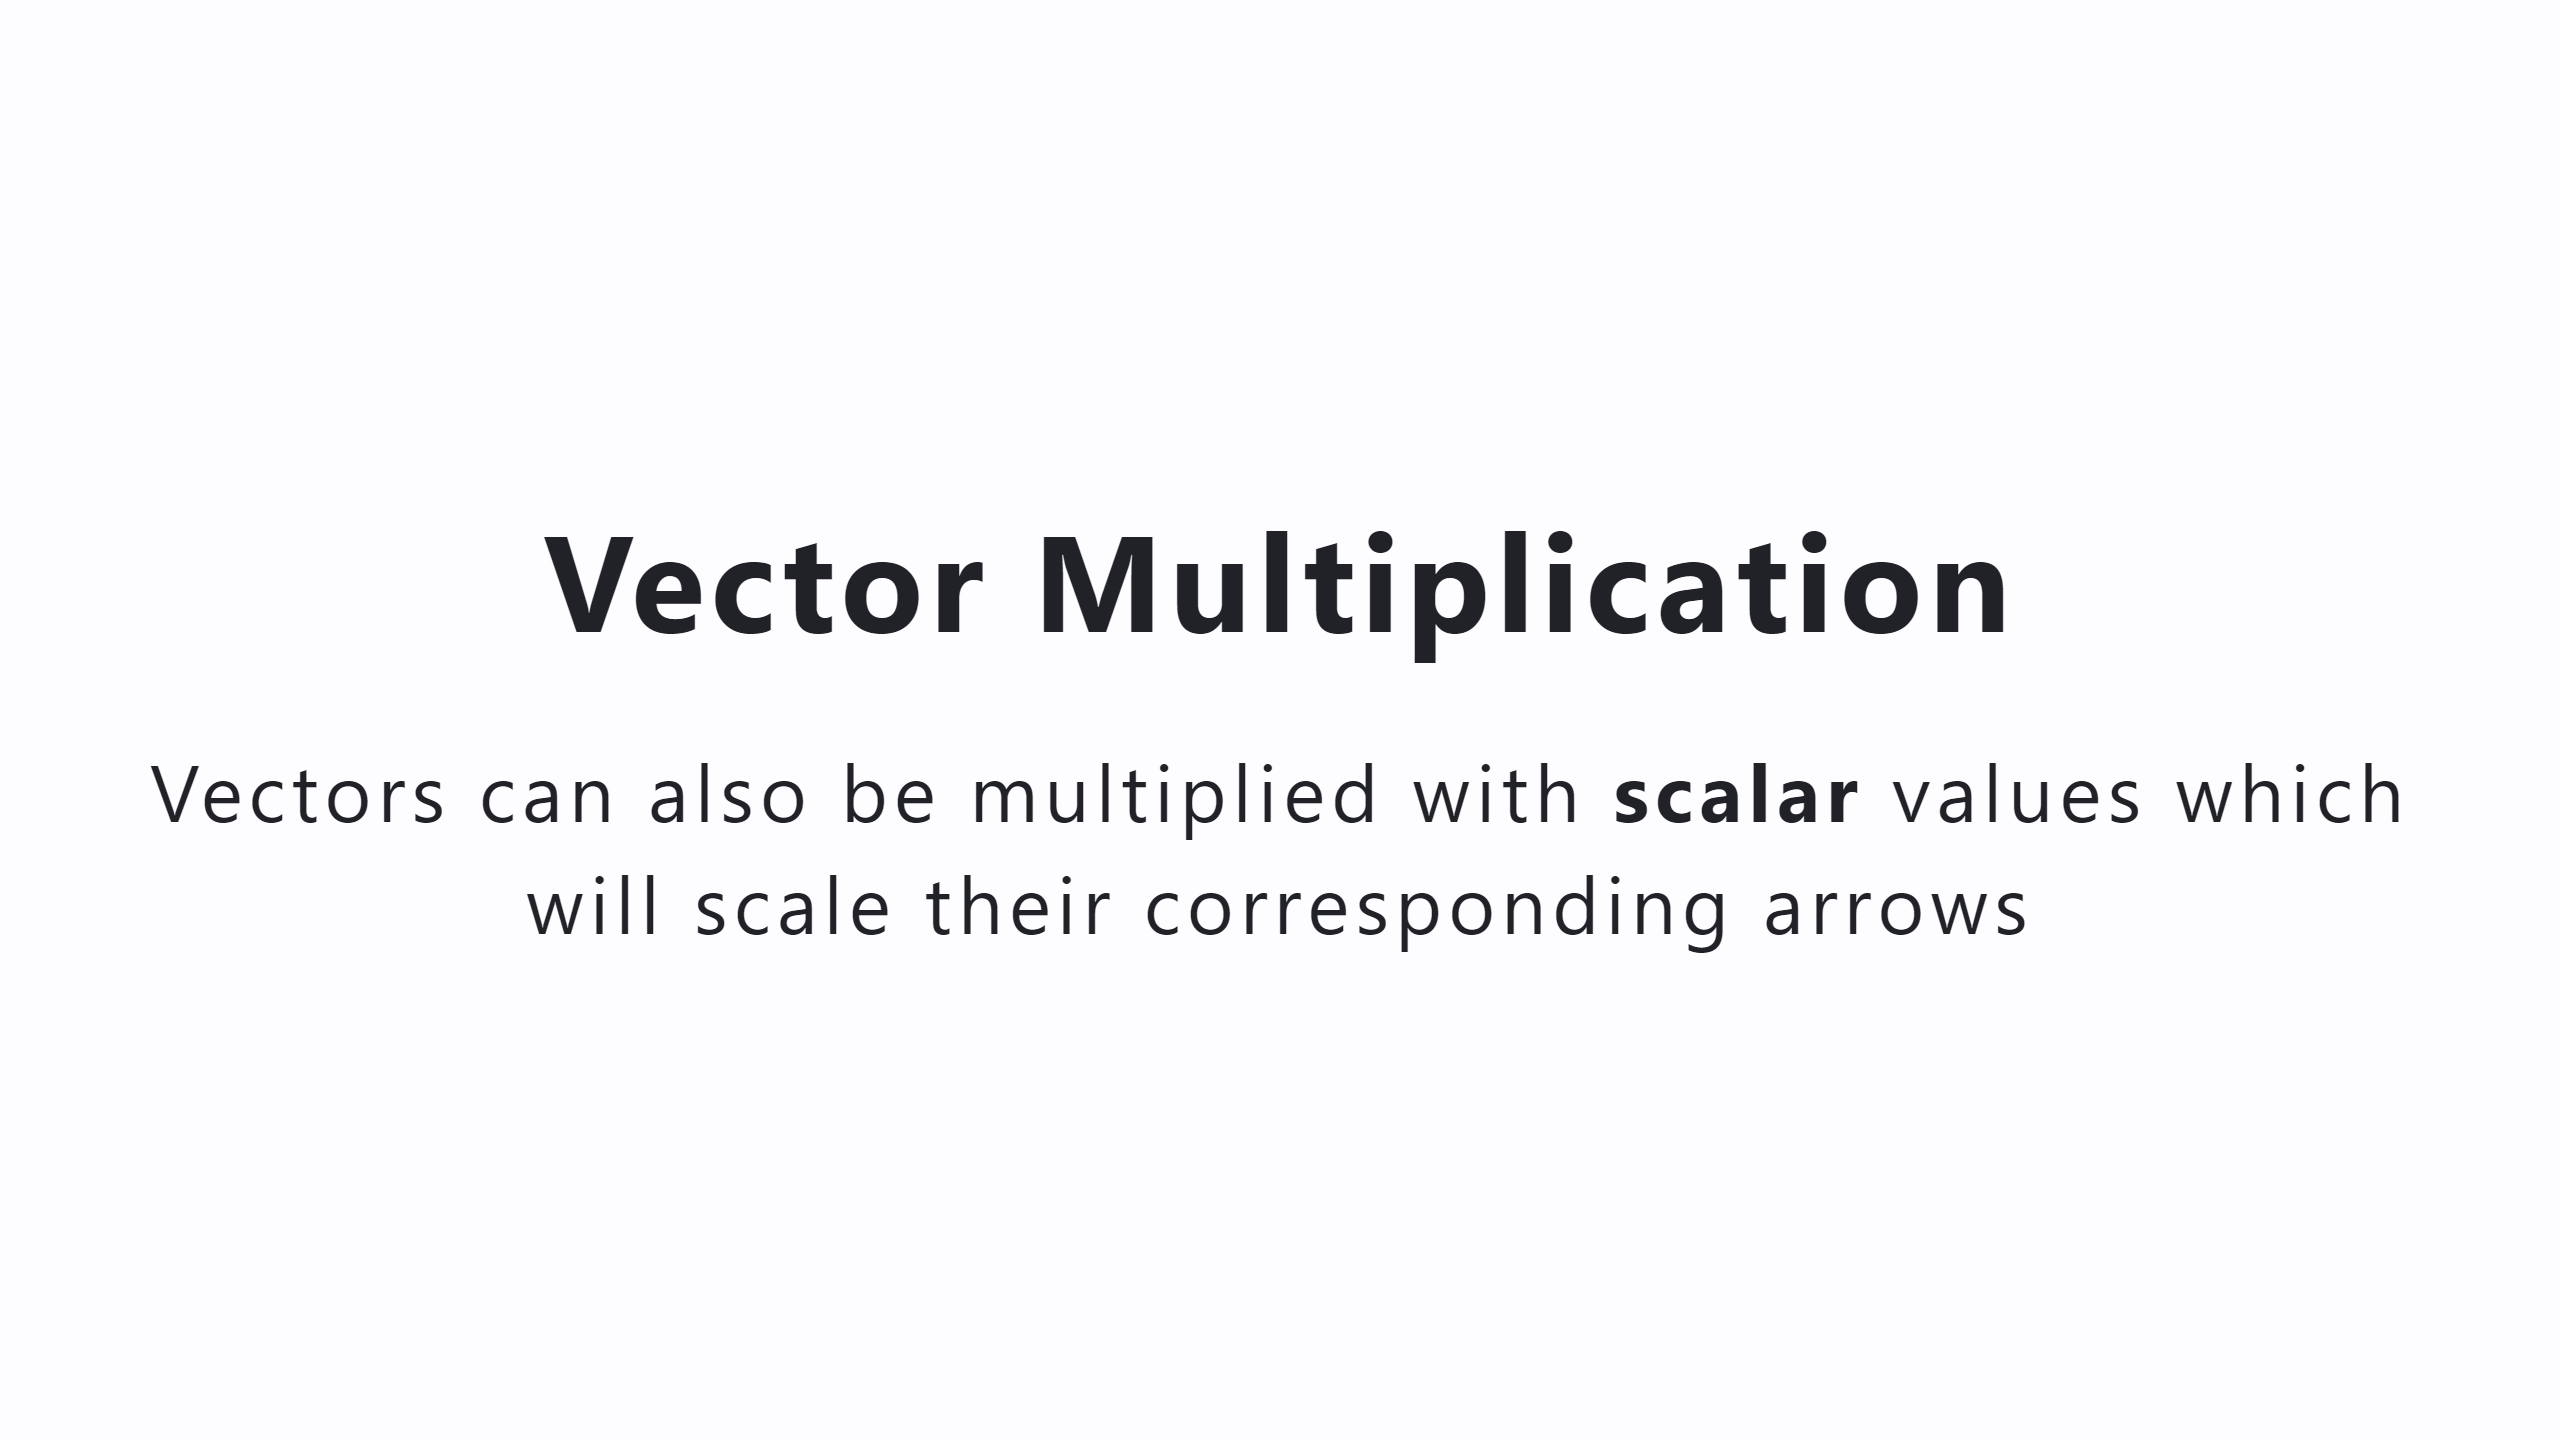 Vector Multiplication
Vectors can also be multiplied with scalar values which
will scale their corresponding arrows